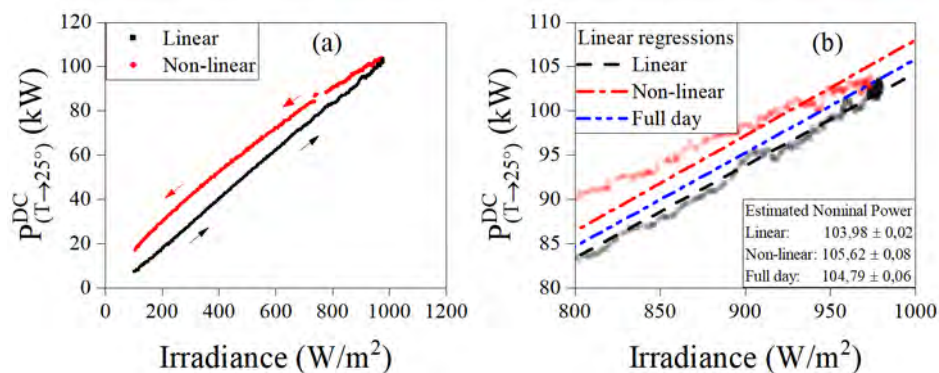 120
100
80
60
40
20
0
0 200 400 600 800 1000 1200
Linear
Non-linear
(a)
P^DC_(T→25°) (kW)
Irradiance (W/m²)
110
105
100
95
90
85
80
800 850 900 950 1000
Linear regressions
Linear
Non-linear
Full day
(b)
Estimated Nominal Power
Linear: 103,98 ± 0,02
Non-linear: 105,62 ± 0,08
Full day: 104,79 ± 0,06
P^DC_(T→25°) (kW)
Irradiance (W/m²)